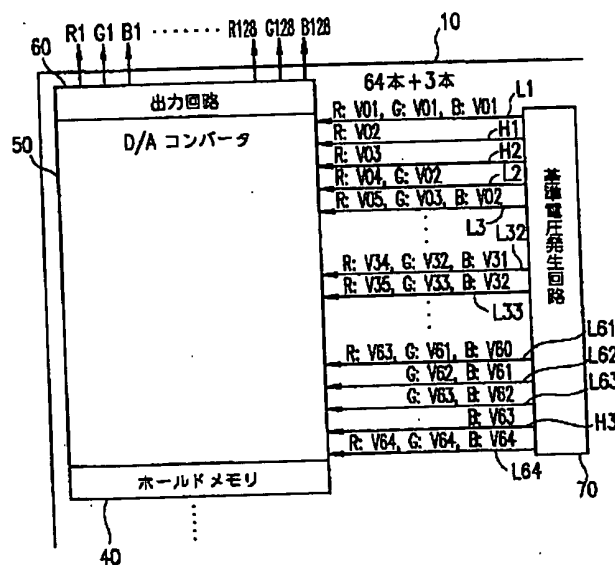 R1 G1 B1 ········ R128 G128 B128
10
60
64本+3本
出力回路
R: V01, G: V01, B: V01
L1
D/A コンバータ
R: V02
H1
50
R: V03
H2
R: V04, G: V02
L2
R: V05, G: V03, B: V02
L3
基準電圧発生回路
L32
R: V34, G: V32, B: V31
R: V35, G: V33, B: V32
L33
L61
R: V63, G: V61, B: V60
L62
G: V62, B: V61
L63
G: V63, B: V62
B: V63
H3
R: V64, G: V64, B: V64
L64
ホールドメモリ
70
40